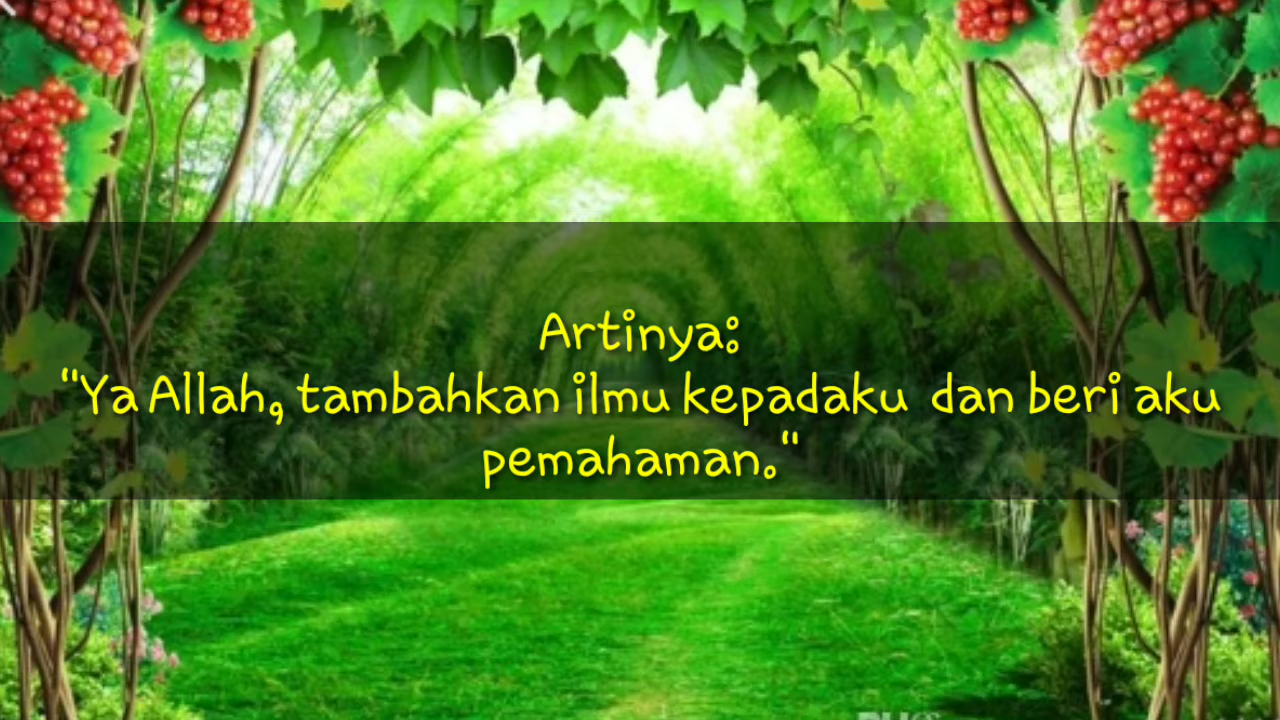 Artinya:
"Ya Allah, tambahkan ilmu kepadaku dan beri aku
pemahaman."